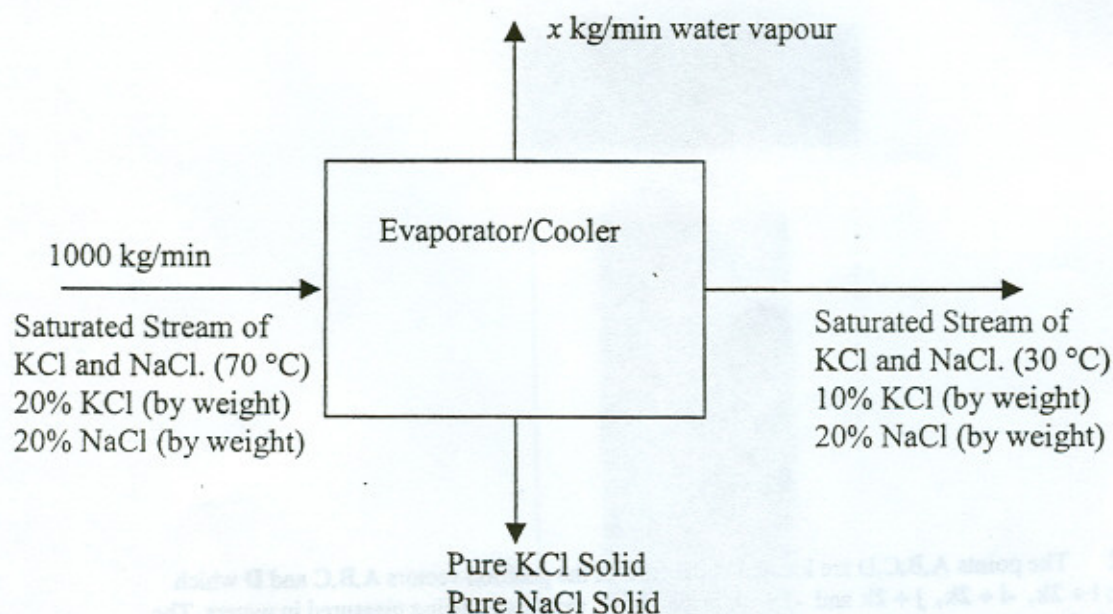 x kg/min water vapour
Evaporator/Cooler
1000 kg/min
Saturated Stream of
KCl and NaCl. (70 °C)
20% KCl (by weight)
20% NaCl (by weight)
Saturated Stream of
KCl and NaCl. (30 °C)
10% KCl (by weight)
20% NaCl (by weight)
Pure KCl Solid
Pure NaCl Solid